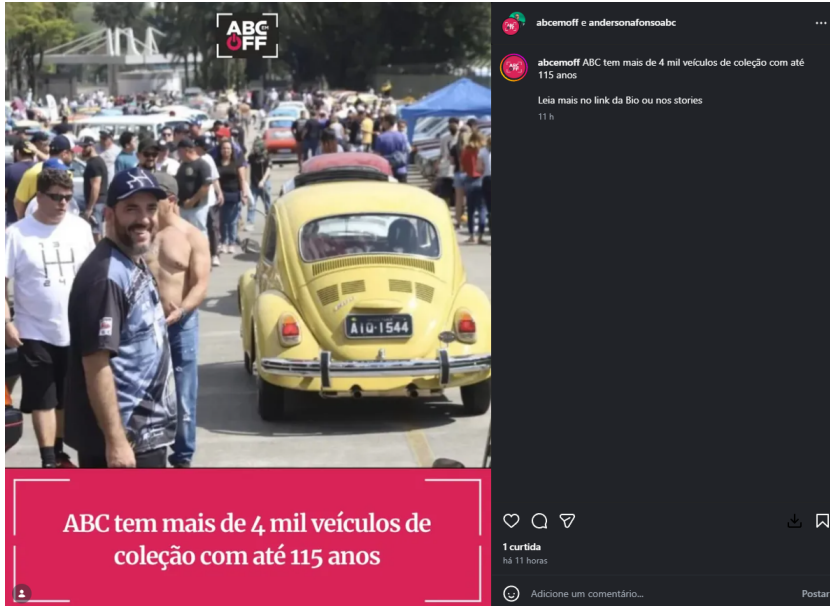 ABC EM
OFF
AIQ·1544
ABC tem mais de 4 mil veículos de
coleção com até 115 anos
abcemoff e andersonafonsoabc
abcemoff ABC tem mais de 4 mil veículos de coleção com até
115 anos
Leia mais no link da Bio ou nos stories
11 h
1 curtida
há 11 horas
Adicione um comentário...
Postar